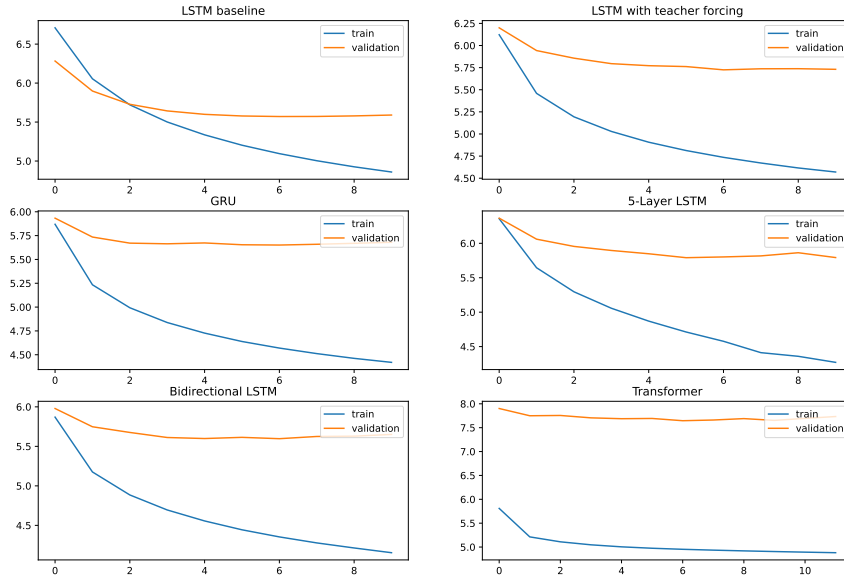 LSTM baseline
train
validation
6.5
6.0
5.5
5.0
0 2 4 6 8
LSTM with teacher forcing
train
validation
6.25
6.00
5.75
5.50
5.25
5.00
4.75
4.50
0 2 4 6 8
GRU
train
validation
6.00
5.75
5.50
5.25
5.00
4.75
4.50
0 2 4 6 8
5-Layer LSTM
train
validation
6.0
5.5
5.0
4.5
0 2 4 6 8
Bidirectional LSTM
train
validation
6.0
5.5
5.0
4.5
0 2 4 6 8
Transformer
train
validation
8.0
7.5
7.0
6.5
6.0
5.5
5.0
0 2 4 6 8 10